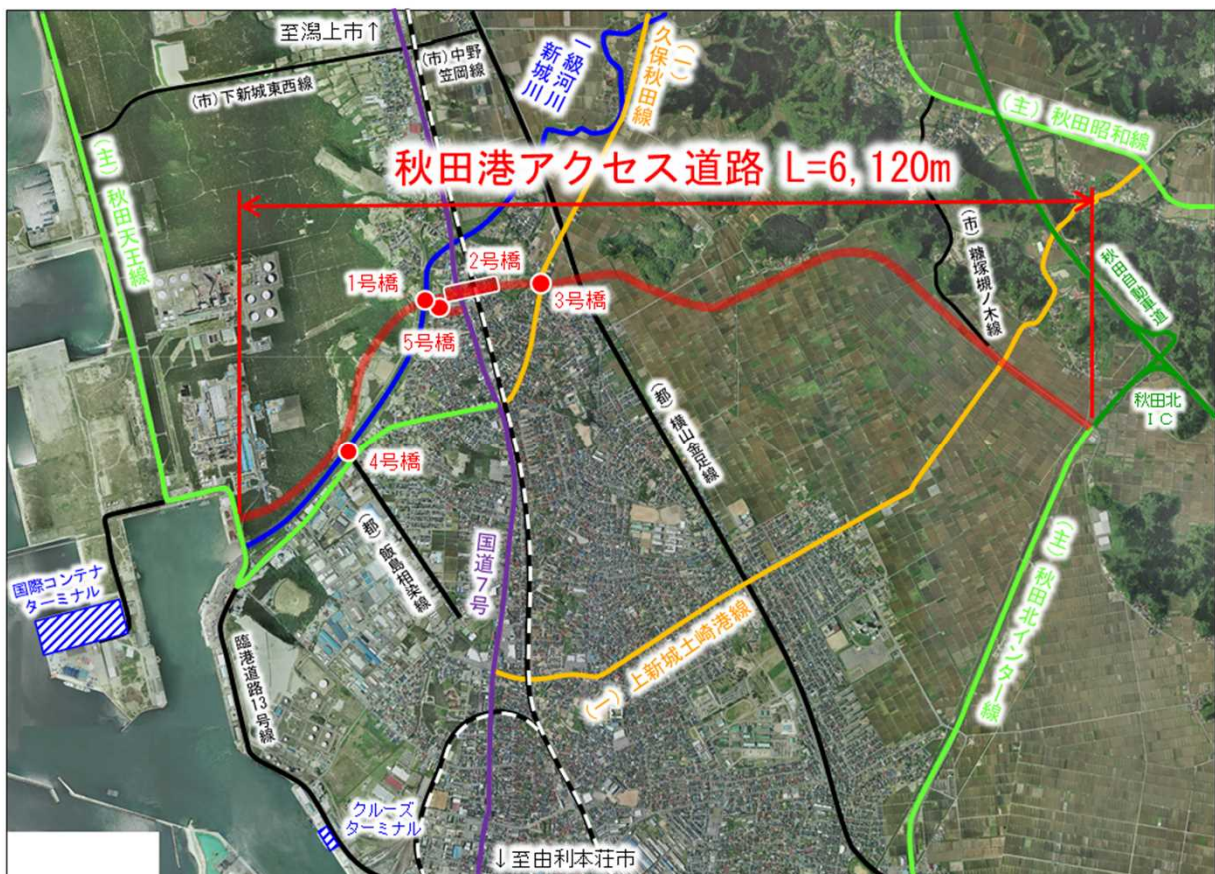 至潟上市↑
(市)中野
笠岡線
一級河川
新城川
(一)
久保秋田線
(市)下新城東西線
(主)秋田昭和線
秋田港アクセス道路 L=6,120m
(主)秋田天王線
(市)糠塚槻ノ木線
秋田自動車道
1号橋
2号橋
3号橋
5号橋
秋田北
IC
4号橋
(都)横山金足線
国際コンテナ
ターミナル
(都)飯島相染線
国道7号
(主)秋田北インター線
臨港道路13号線
(一)上新城土崎港線
クルーズ
ターミナル
↓至由利本荘市